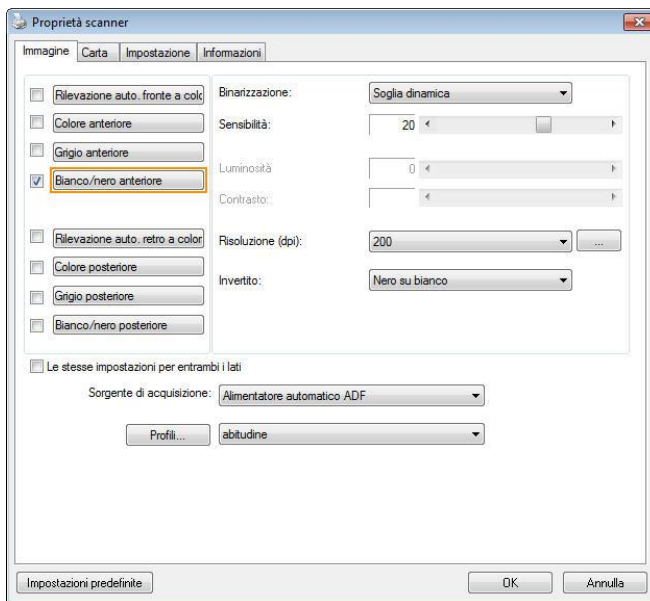 Proprietà scanner
Immagine Carta Impostazione Informazioni
Rilevazione auto. fronte a colo Binarizzazione: Soglia dinamica
Colore anteriore Sensibilità: 20
Grigio anteriore
Bianco/nero anteriore Luminosità 0
Contrasto:
Rilevazione auto. retro a color Risoluzione (dpi): 200 ...
Colore posteriore Invertito: Nero su bianco
Grigio posteriore
Bianco/nero posteriore
Le stesse impostazioni per entrambi i lati
Sorgente di acquisizione: Alimentatore automatico ADF
Profili... abitudine
Impostazioni predefinite OK Annulla